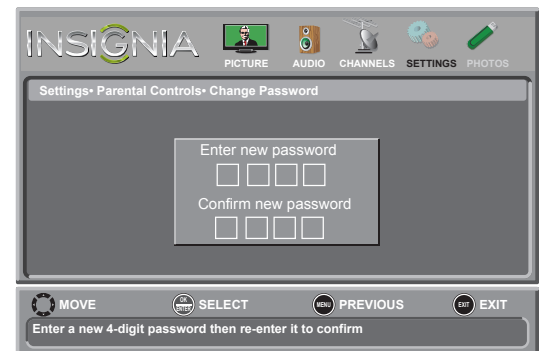 INSIGNIA
PICTURE AUDIO CHANNELS SETTINGS PHOTOS
Settings• Parental Controls• Change Password
Enter new password
Confirm new password
MOVE OK ENTER SELECT MENU PREVIOUS EXIT EXIT
Enter a new 4-digit password then re-enter it to confirm